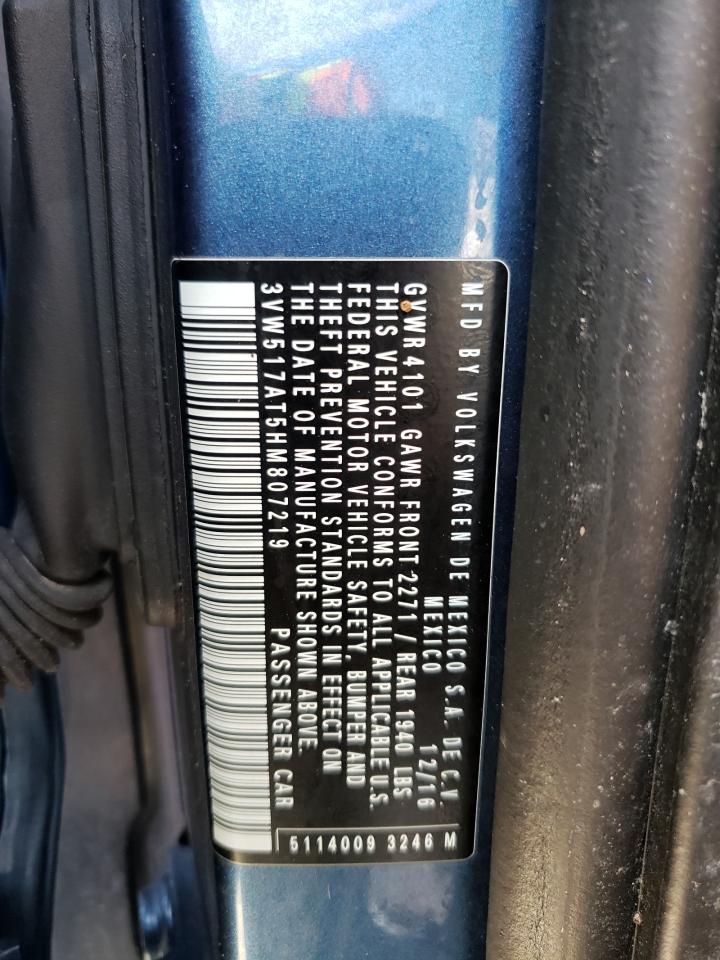 MFD BY VOLKSWAGEN DE MEXICO S.A. DE C.V.
MEXICO 12/16
GVWR 4101 GAWR FRONT 2271 / REAR 1940 LBS
THIS VEHICLE CONFORMS TO ALL APPLICABLE U.S.
FEDERAL MOTOR VEHICLE SAFETY, BUMPER AND
THEFT PREVENTION STANDARDS IN EFFECT ON
THE DATE OF MANUFACTURE SHOWN ABOVE.
3VW517AT5HM807219 PASSENGER CAR
5114009 3246 M